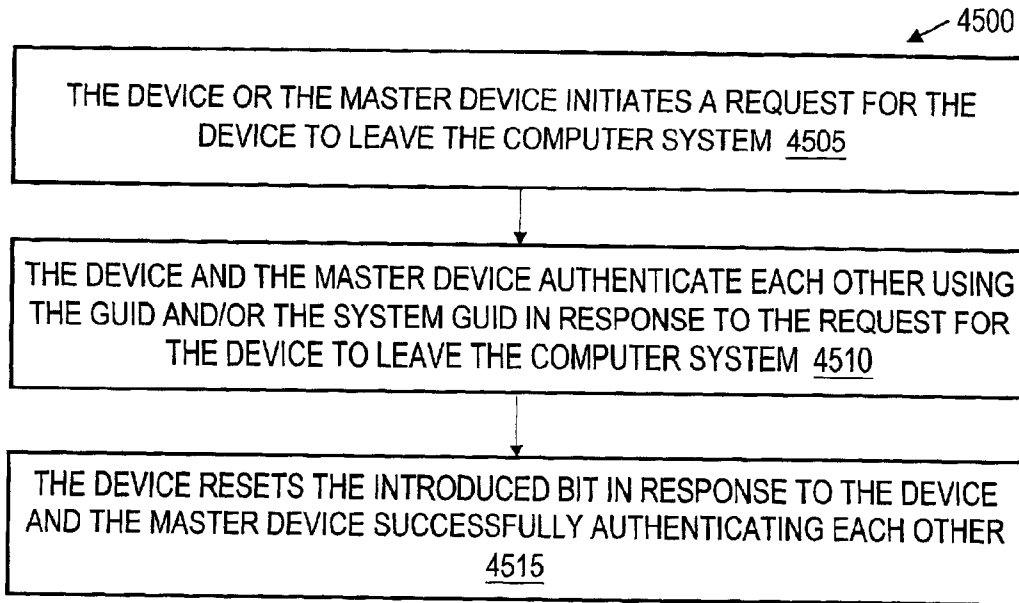 4500
THE DEVICE OR THE MASTER DEVICE INITIATES A REQUEST FOR THE
DEVICE TO LEAVE THE COMPUTER SYSTEM 4505
THE DEVICE AND THE MASTER DEVICE AUTHENTICATE EACH OTHER USING
THE GUID AND/OR THE SYSTEM GUID IN RESPONSE TO THE REQUEST FOR
THE DEVICE TO LEAVE THE COMPUTER SYSTEM 4510
THE DEVICE RESETS THE INTRODUCED BIT IN RESPONSE TO THE DEVICE
AND THE MASTER DEVICE SUCCESSFULLY AUTHENTICATING EACH OTHER
4515